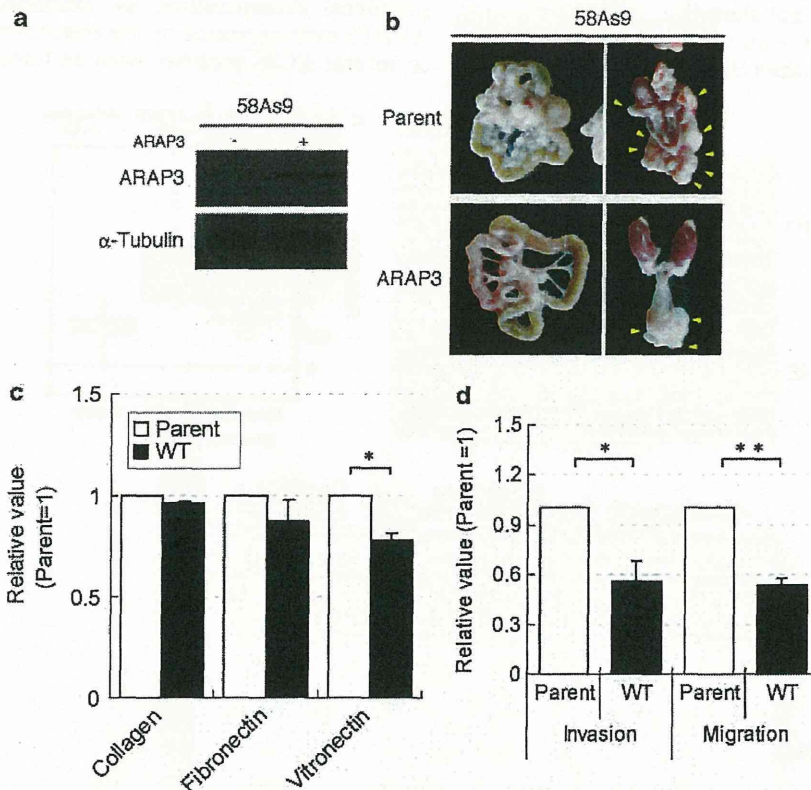 a
58As9
ARAP3 - +
ARAP3
α-Tubulin
b
58As9
Parent
ARAP3
c
1.5
1
0.5
0
Relative value
(Parent=1)
Parent
WT
*
Collagen
Fibronectin
Vitronectin
d
1.5
1.2
0.9
0.6
0.3
0
Relative value (Parent =1)
*
**
Parent WT Parent WT
Invasion Migration